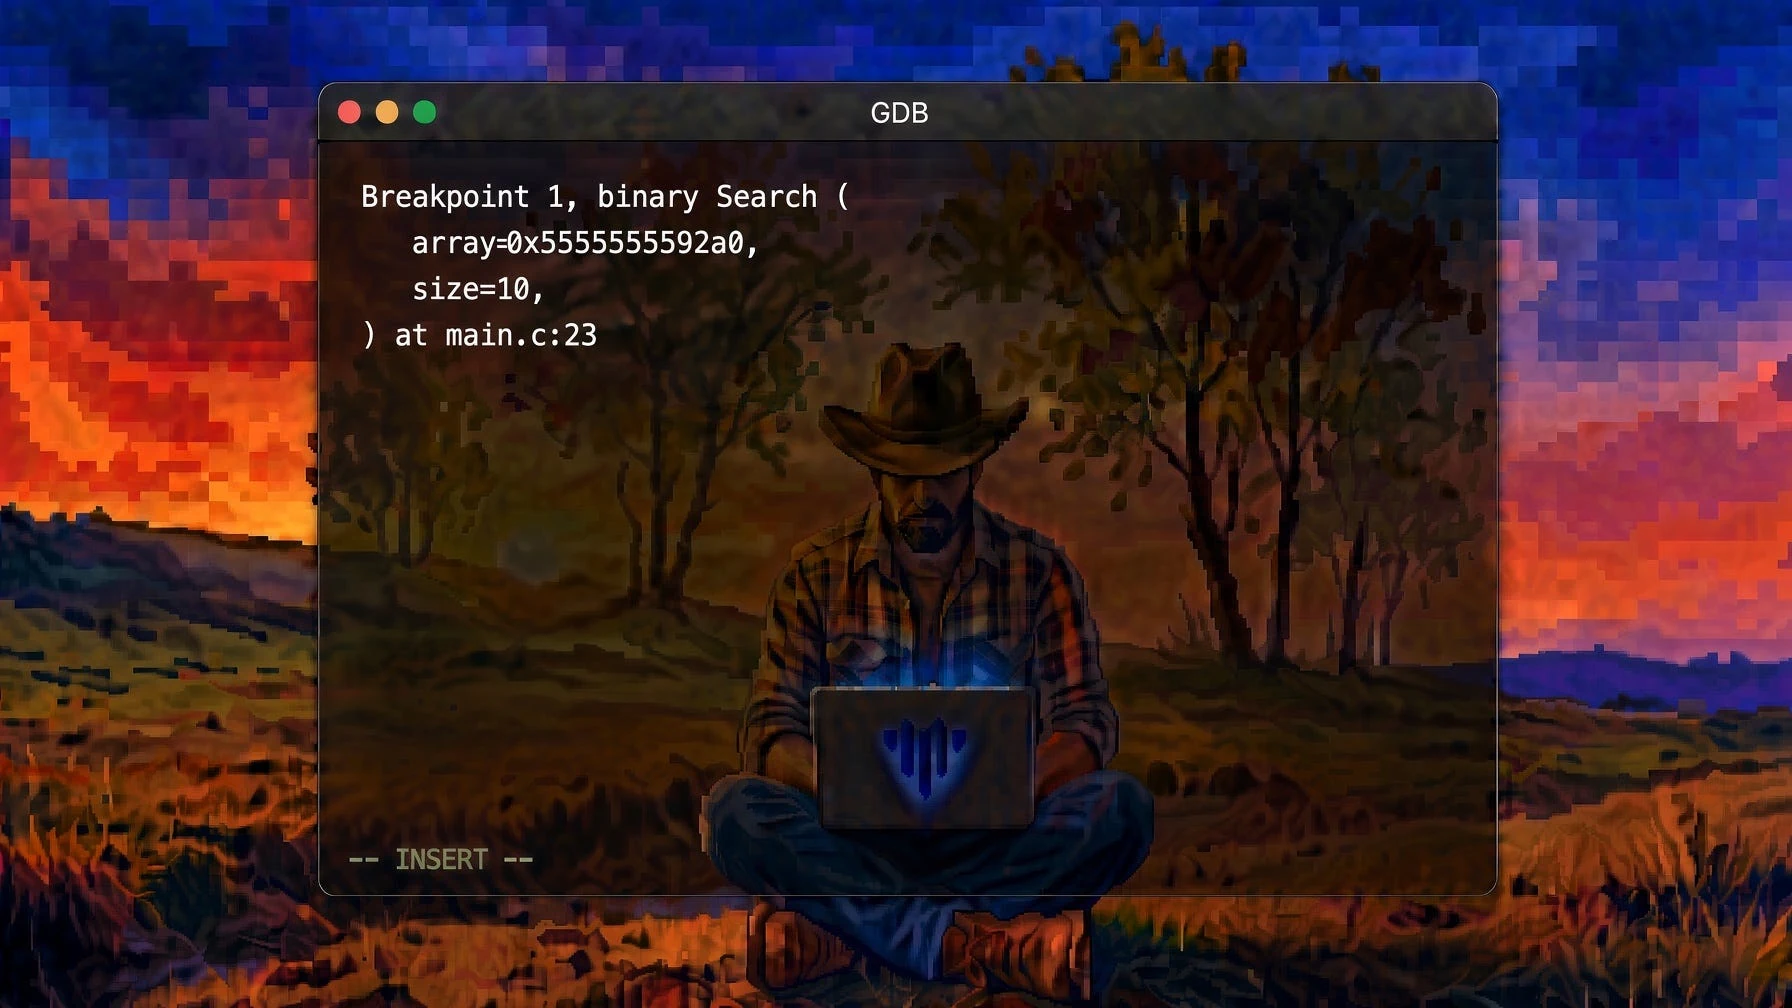 GDB
Breakpoint 1, binary Search (
array=0x5555555592a0,
size=10,
) at main.c:23
-- INSERT --